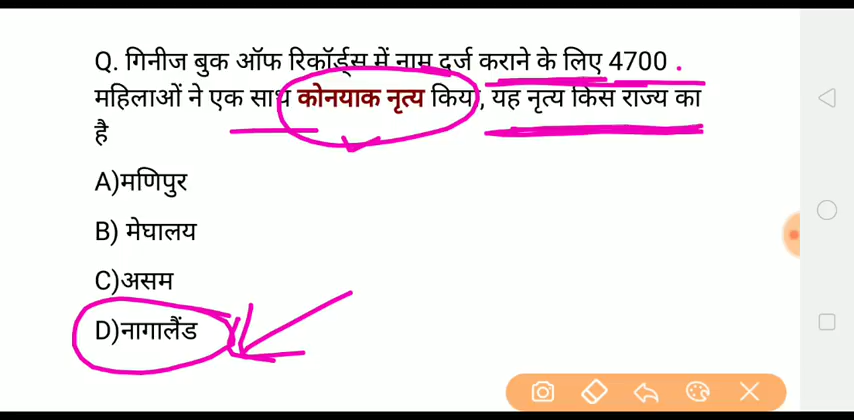 Q. गिनीज बुक ऑफ रिकॉर्ड्स में नाम दर्ज कराने के लिए 4700
महिलाओं ने एक साथ कोनयाक नृत्य किया, यह नृत्य किस राज्य का
है
A)मणिपुर
B) मेघालय
C)असम
D)नागालैंड